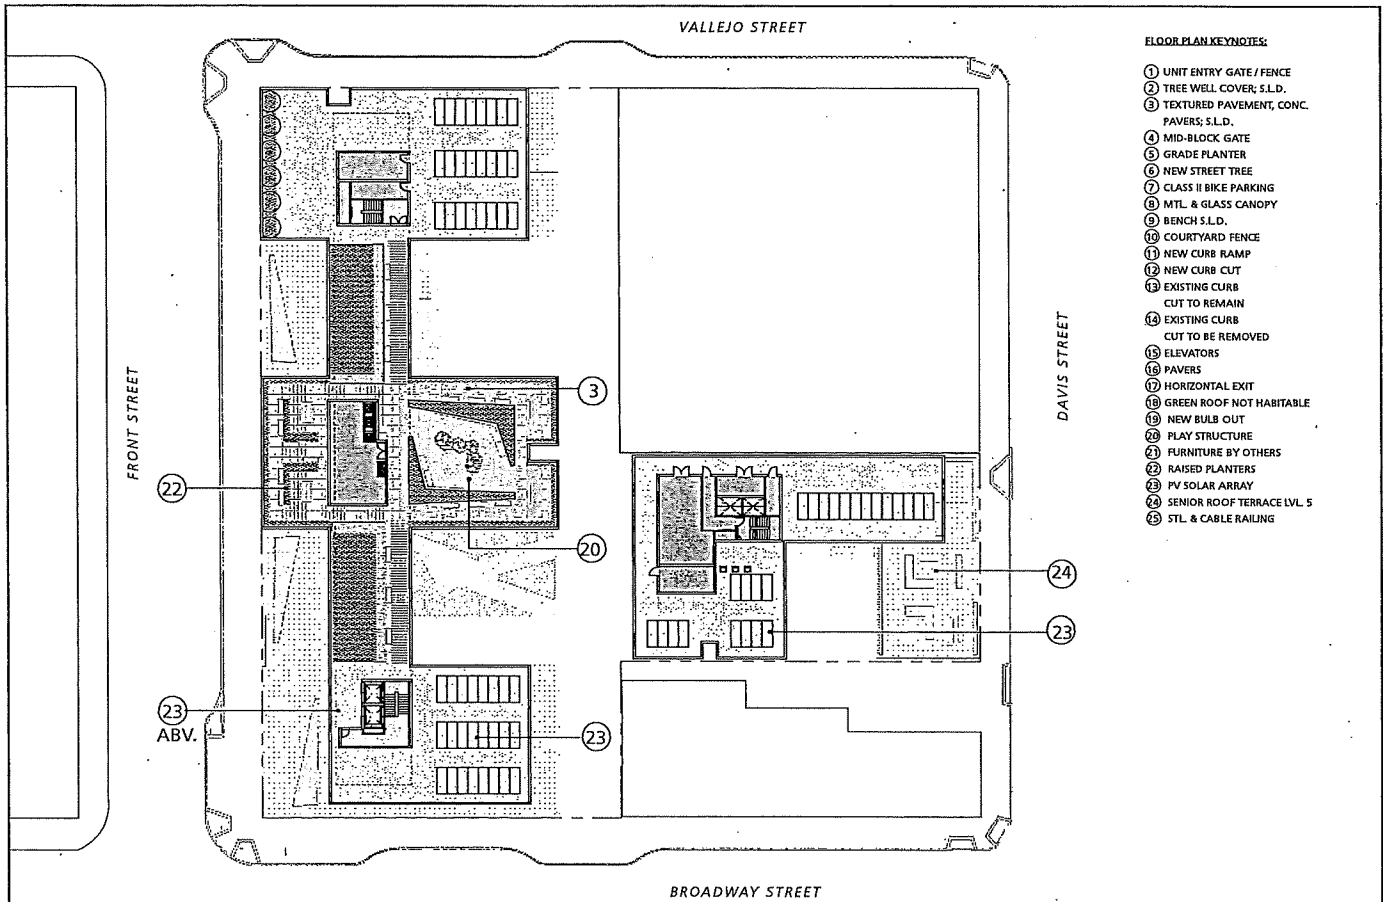 VALLEJO STREET
FLOOR PLAN KEYNOTES:
1 UNIT ENTRY GATE / FENCE
2 TREE WELL COVER; S.L.D.
3 TEXTURED PAVEMENT, CONC.
PAVERS; S.L.D.
4 MID-BLOCK GATE
5 GRADE PLANTER
6 NEW STREET TREE
7 CLASS II BIKE PARKING
8 MTL. & GLASS CANOPY
9 BENCH S.L.D.
10 COURTYARD FENCE
11 NEW CURB RAMP
12 NEW CURB CUT
13 EXISTING CURB
CUT TO REMAIN
14 EXISTING CURB
CUT TO BE REMOVED
15 ELEVATORS
16 PAVERS
17 HORIZONTAL EXIT
18 GREEN ROOF NOT HABITABLE
19 NEW BULB OUT
20 PLAY STRUCTURE
21 FURNITURE BY OTHERS
22 RAISED PLANTERS
23 PV SOLAR ARRAY
24 SENIOR ROOF TERRACE LVL. 5
25 STL. & CABLE RAILING
FRONT STREET
DAVIS STREET
3
22
20
24
23
23
ABV.
23
BROADWAY STREET